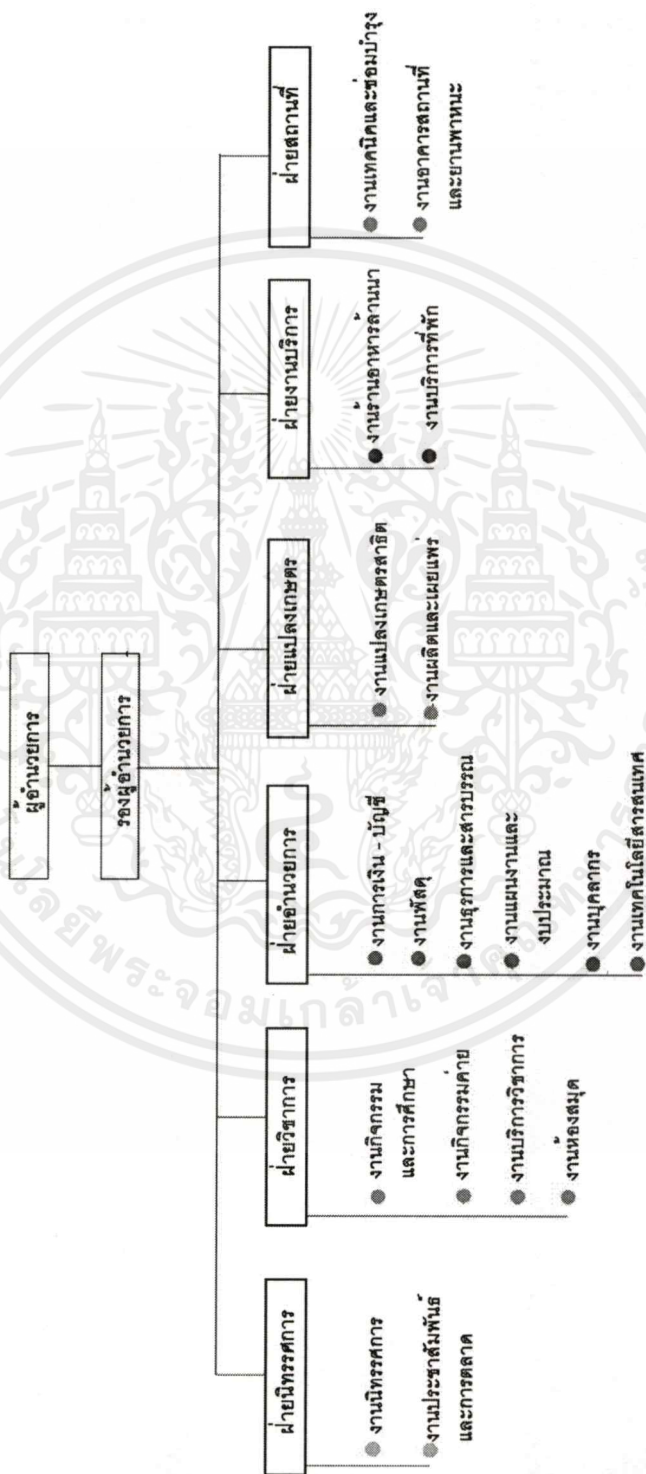 ผู้อำนวยการ
รองผู้อำนวยการ
ฝ่ายนิทรรศการ
งานนิทรรศการ
งานประชาสัมพันธ์
และการตลาด
ฝ่ายวิชาการ
งานกิจกรรม
และการศึกษา
งานกิจกรรมค่าย
งานบริการวิชาการ
งานห้องสมุด
ฝ่ายอำนวยการ
งานการเงิน - บัญชี
งานพัสดุ
งานธุรการและสารบรรณ
งานแผนงานและ
งบประมาณ
งานบุคลากร
งานเทคโนโลยีสารสนเทศ
ฝ่ายแปลงเกษตร
งานแปลงเกษตรสาธิต
งานผลิตและเผยแพร่
ฝ่ายงานบริการ
งานร้านอาหารล้านนา
งานบริการที่พัก
ฝ่ายสถานที่
งานเทคนิคและซ่อมบำรุง
งานอาคารสถานที่
และยานพาหนะ
พระจอมเกล้าเจ้า